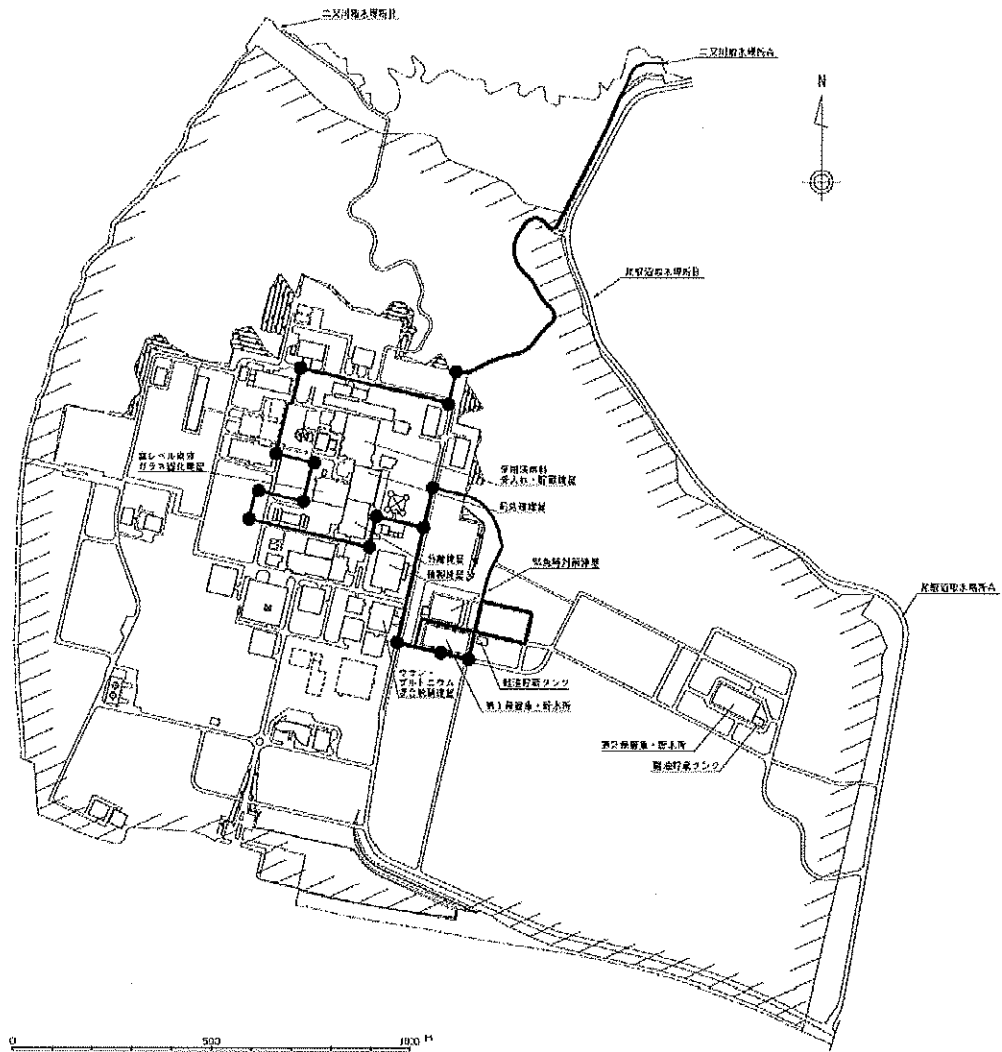 二又川取水場所B
二又川取水場所A
N
尾駮沼取水場所B
高レベル廃液
ガラス固化建屋
使用済燃料
受入れ・貯蔵建屋
前処理建屋
分離建屋
精製建屋
緊急時対策建屋
尾駮沼取水場所A
ウラン・
プルトニウム
混合脱硝建屋
軽油貯蔵タンク
第1保管庫・貯水所
第2保管庫・貯水所
軽油貯蔵タンク
0 500 1000 M